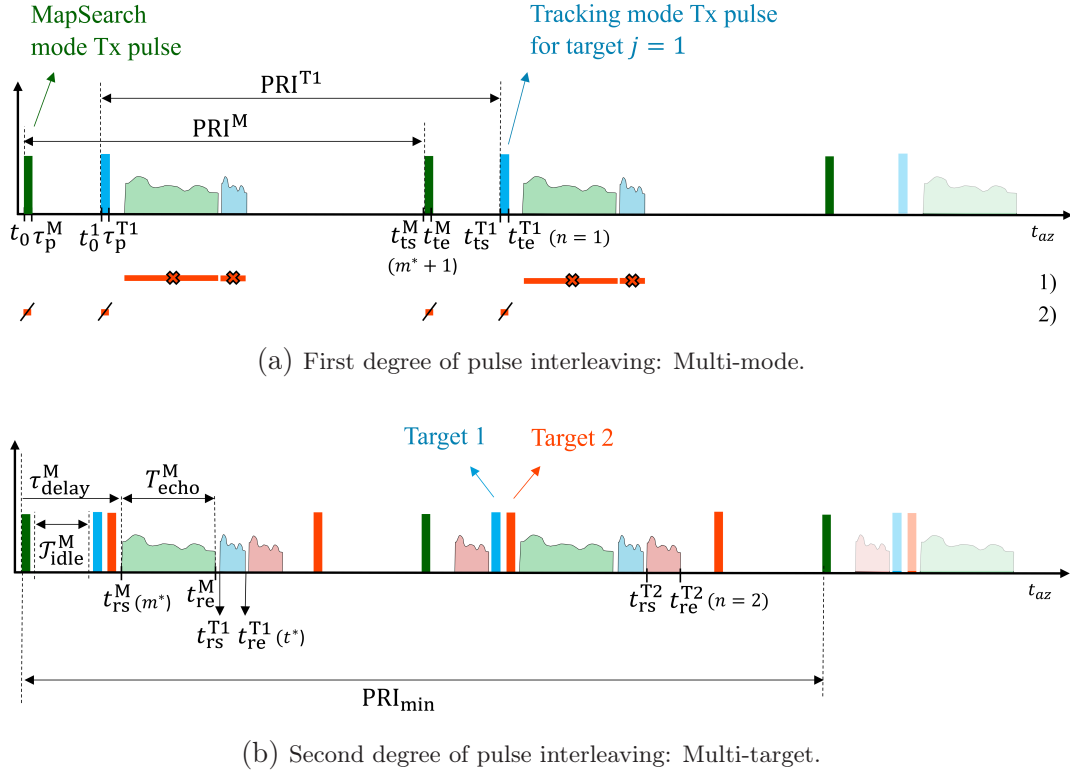 MapSearch
mode Tx pulse
Tracking mode Tx pulse
for target j = 1
PRI^T1
PRI^M
t_0 τ_p^M t_0^1 τ_p^T1 t_ts^M t_te^M t_ts^T1 t_te^T1 (n = 1) t_az
(m* + 1)
1)
2)
(a) First degree of pulse interleaving: Multi-mode.
Target 1 Target 2
τ_delay^M T_echo^M
𝒯_idle^M
t_rs^M (m*) t_re^M t_rs^T2 t_re^T2 (n = 2) t_az
t_rs^T1 t_re^T1 (t*)
PRI_min
(b) Second degree of pulse interleaving: Multi-target.